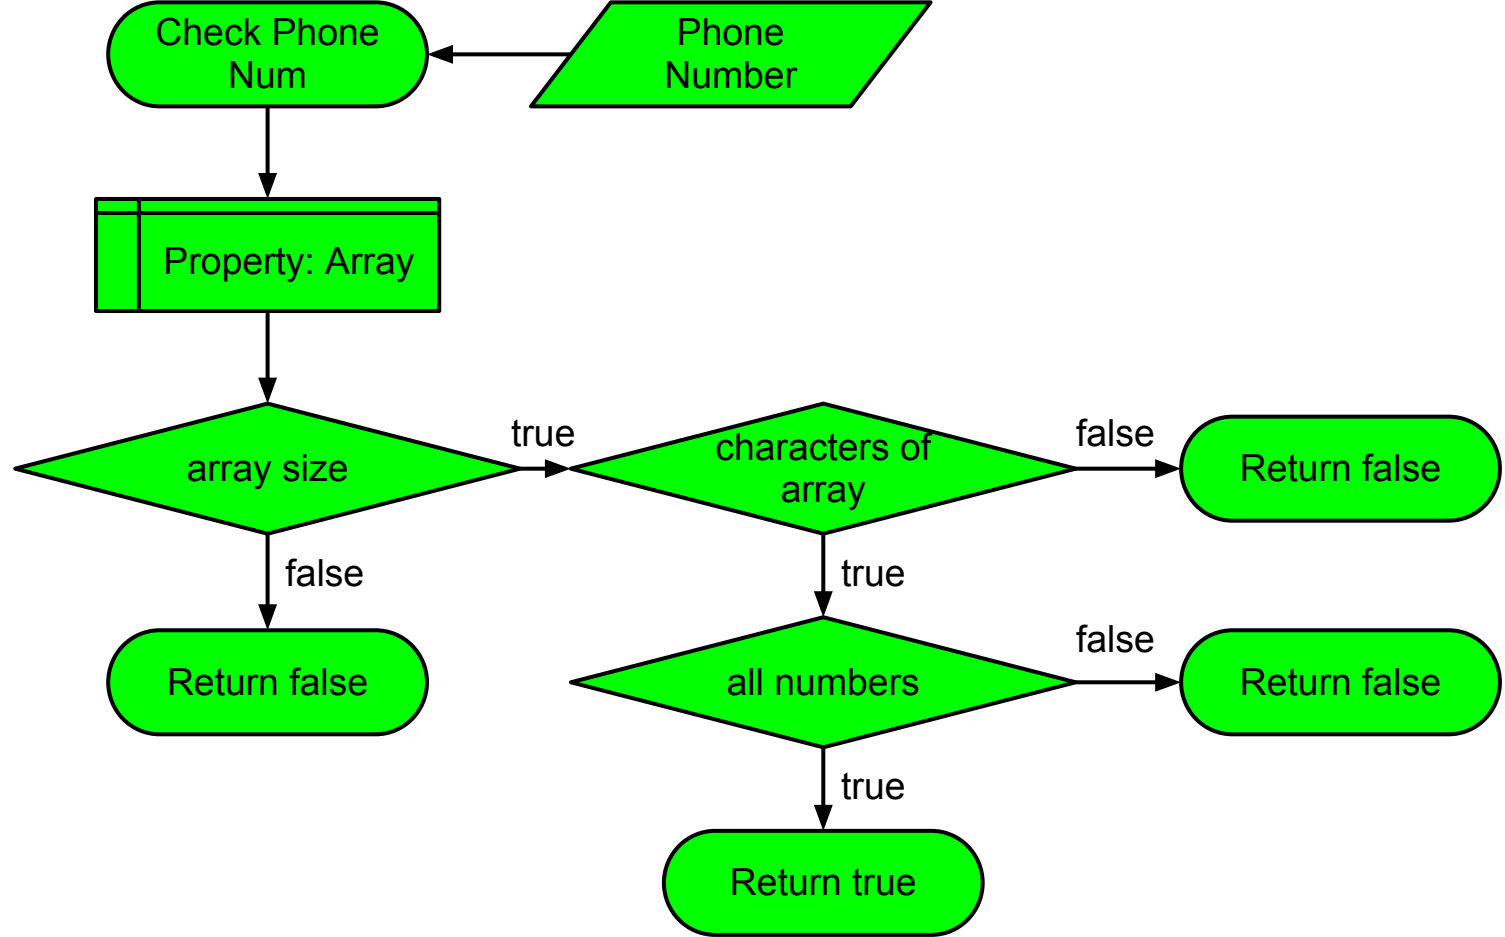 Check Phone
Num
Phone
Number
Property: Array
array size
true
characters of
array
false
Return false
false
true
Return false
all numbers
false
Return false
true
Return true